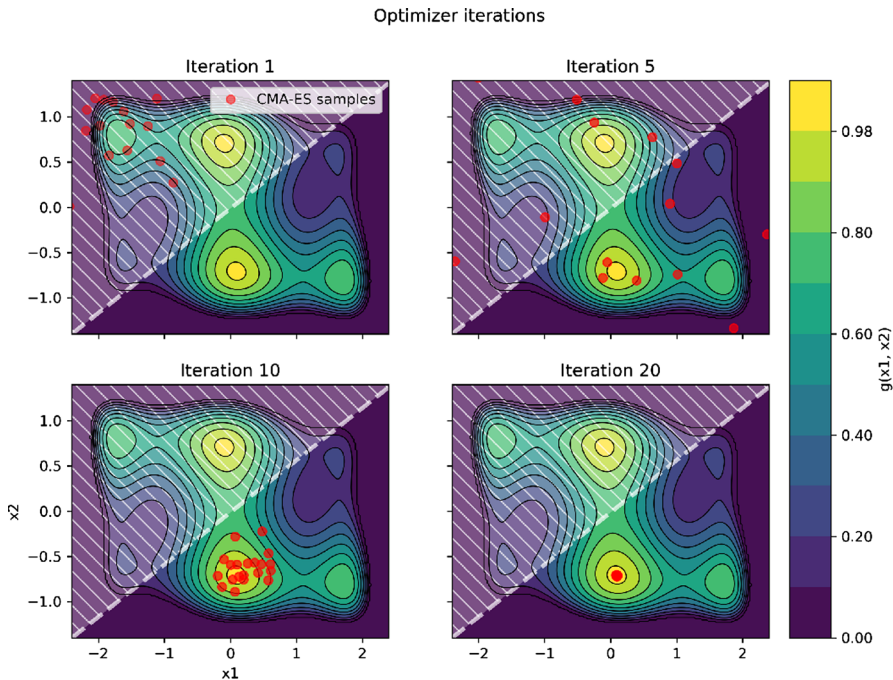 Optimizer iterations
Iteration 1
CMA-ES samples
1.0
0.5
0.0
−0.5
−1.0
Iteration 5
0.98
0.80
0.60
0.40
0.20
0.00
g(x1, x2)
Iteration 10
1.0
0.5
0.0
−0.5
−1.0
x2
−2 −1 0 1 2
x1
Iteration 20
−2 −1 0 1 2